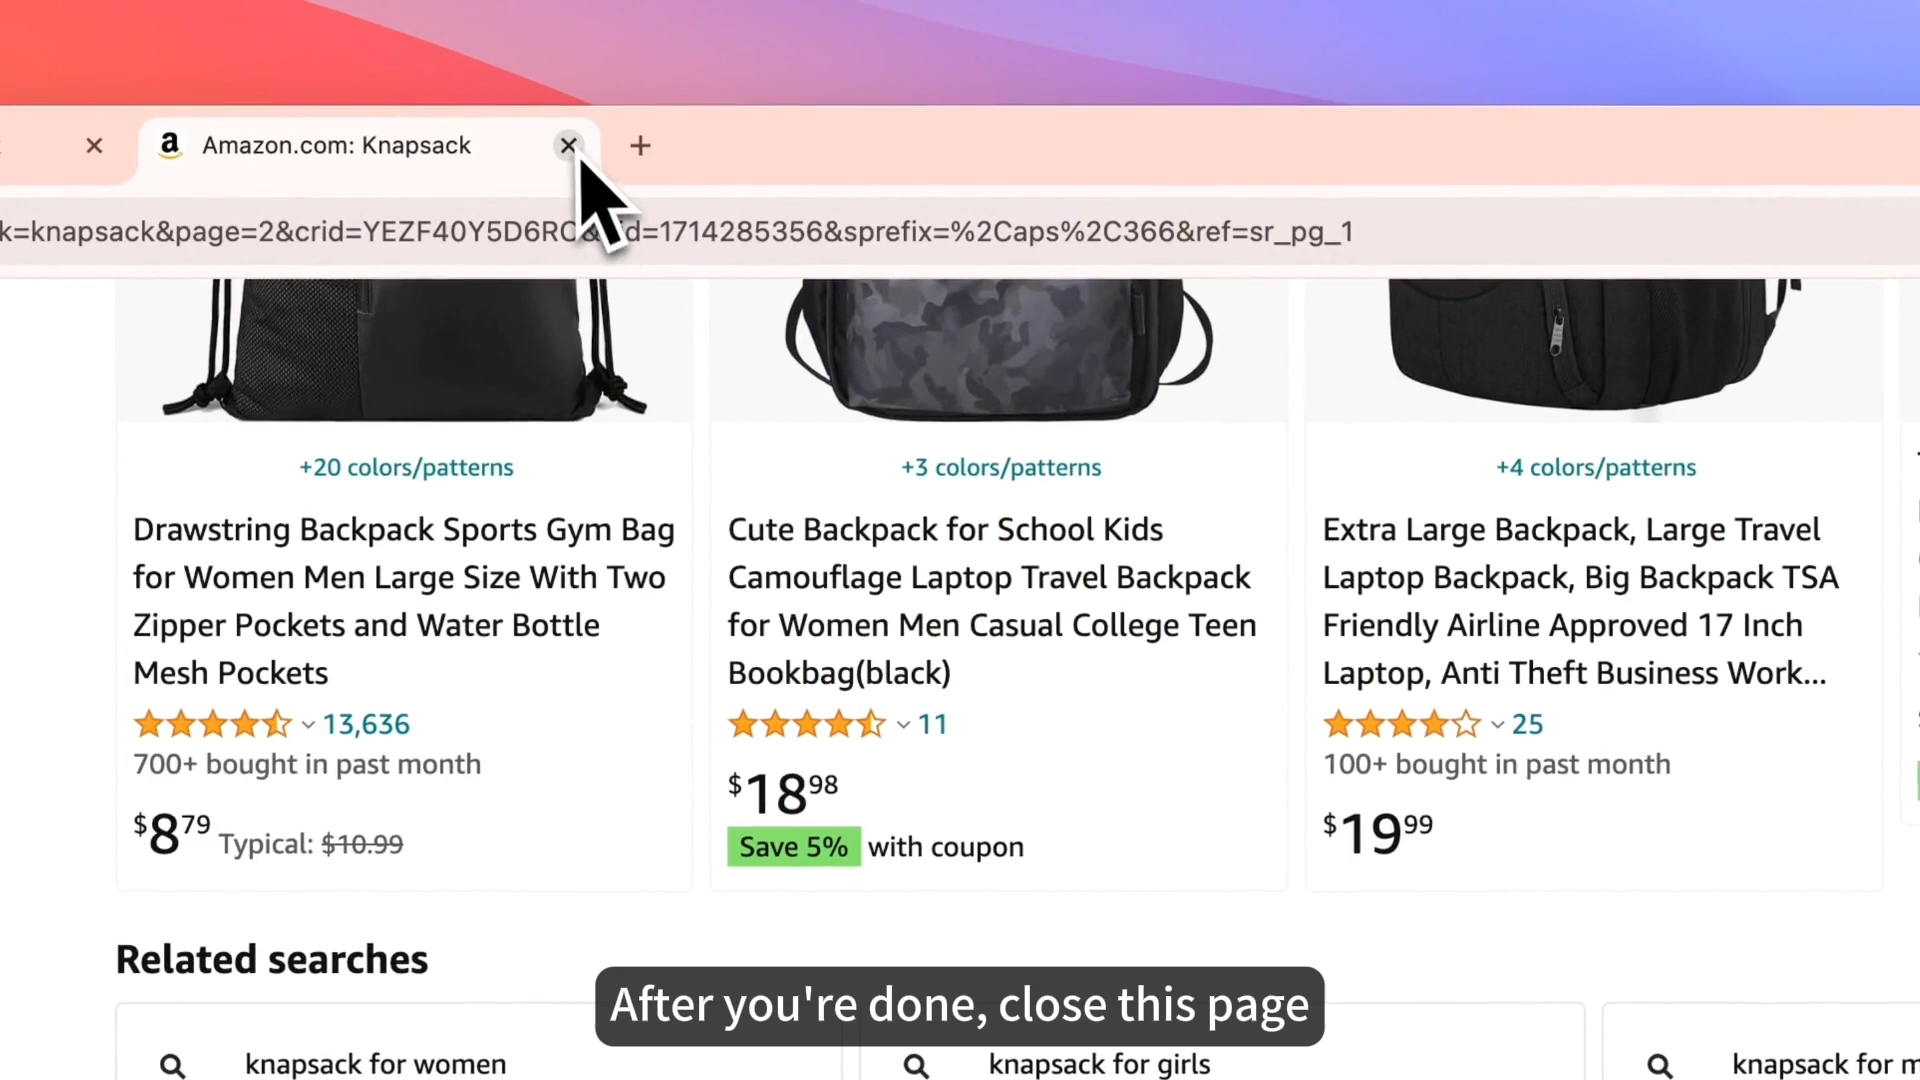 Amazon.com: Knapsack
k=knapsack&page=2&crid=YEZF40Y5D6RC& id=1714285356&sprefix=%2Caps%2C366&ref=sr_pg_1
+20 colors/patterns
Drawstring Backpack Sports Gym Bag
for Women Men Large Size With Two
Zipper Pockets and Water Bottle
Mesh Pockets
13,636
700+ bought in past month
$8.79 Typical: $10.99
+3 colors/patterns
Cute Backpack for School Kids
Camouflage Laptop Travel Backpack
for Women Men Casual College Teen
Bookbag(black)
11
$18.98
Save 5% with coupon
+4 colors/patterns
Extra Large Backpack, Large Travel
Laptop Backpack, Big Backpack TSA
Friendly Airline Approved 17 Inch
Laptop, Anti Theft Business Work...
25
100+ bought in past month
$19.99
Related searches
After you're done, close this page
knapsack for women
knapsack for girls
knapsack for